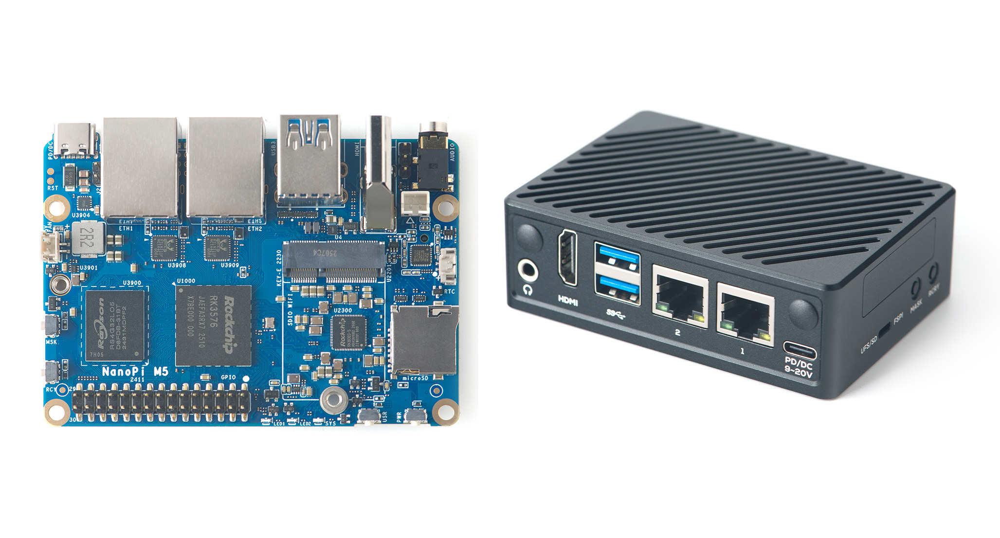 PD/DC
USB3
HDMI
AUDIO
RST
U3904
ETH1
ETH2
U4
FAN
2R2
U3901
U3908
U3909
KEY-E 2230
2507C4
U2201
RTC
U3900
U1000
Rayson
RS4G32LO5
D8FDB-31BT
2431MDPF2
7H05
Rockchip
RK3576
JAEFA3RK7 2510
X7BE0000 000
SDIO WIFI
U2300
Rockchip
MSK
NanoPi M5
2411
GPIO
microSD
RCY
29
30
LED1
LED2
SYS
USR
PWR
HDMI
2
1
PD/DC
9~20V
UFS/SD
FSPI
MASK
RCRY